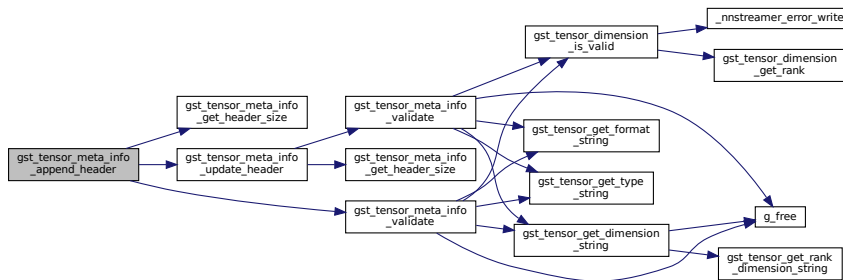 gst_tensor_meta_info
_append_header
gst_tensor_meta_info
_get_header_size
gst_tensor_meta_info
_update_header
gst_tensor_meta_info
_validate
gst_tensor_meta_info
_get_header_size
gst_tensor_meta_info
_validate
gst_tensor_dimension
_is_valid
gst_tensor_get_format
_string
gst_tensor_get_type
_string
gst_tensor_get_dimension
_string
_nnstreamer_error_write
gst_tensor_dimension
_get_rank
g_free
gst_tensor_get_rank
_dimension_string